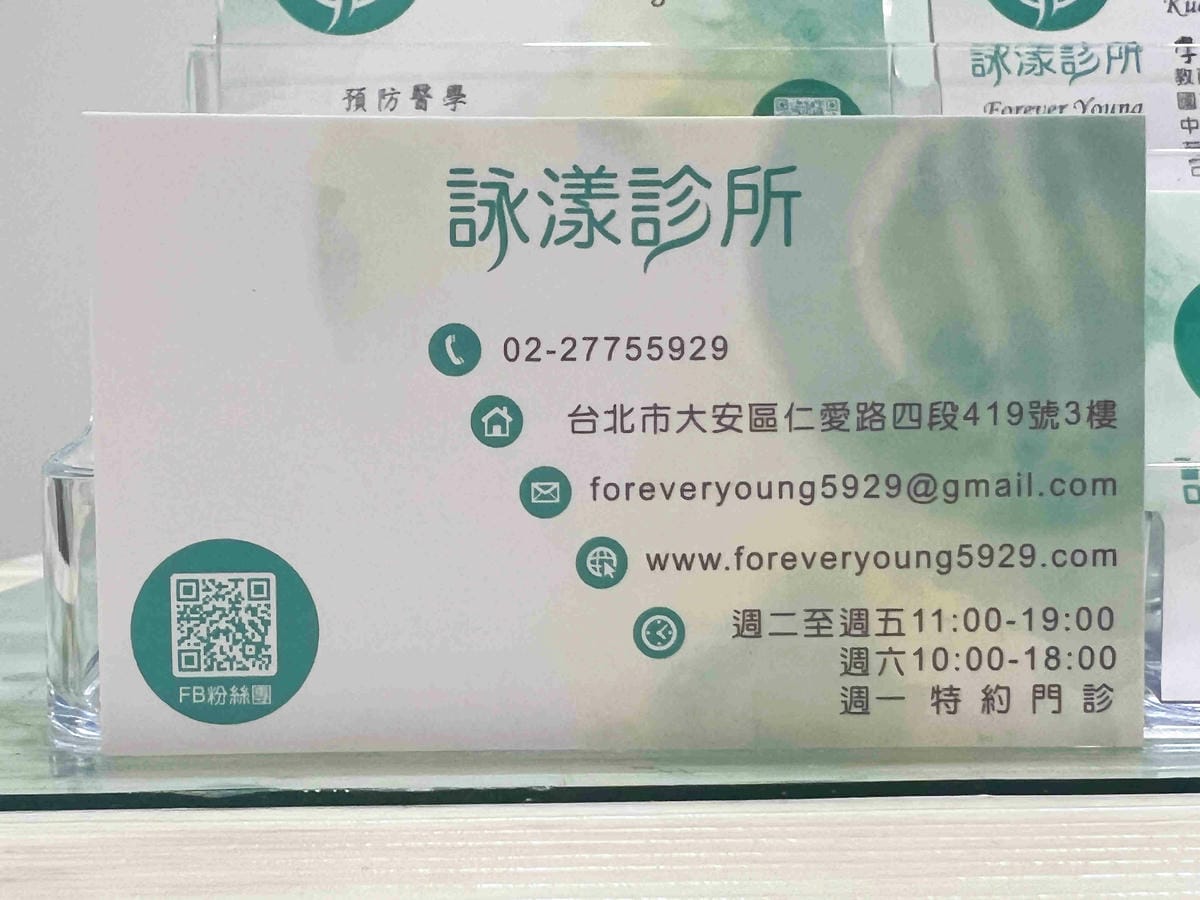 預防醫學
詠漾診所
Forever Young
詠漾診所
02-27755929
台北市大安區仁愛路四段419號3樓
foreveryoung5929@gmail.com
www.foreveryoung5929.com
週二至週五11:00-19:00
週六10:00-18:00
週一 特約門診
FB粉絲團